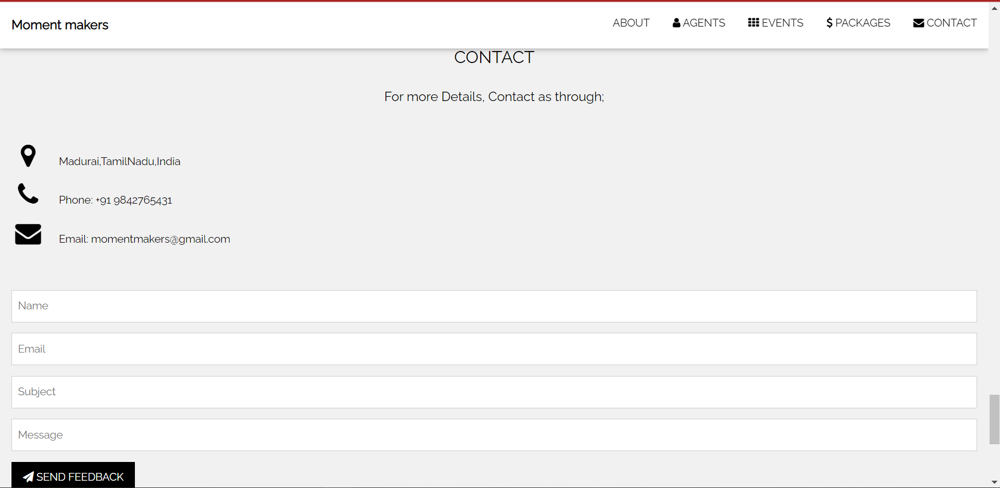 Moment makers
ABOUT AGENTS EVENTS $ PACKAGES CONTACT
CONTACT
For more Details, Contact as through;
Madurai,TamilNadu,India
Phone: +91 9842765431
Email: momentmakers@gmail.com
Name
Email
Subject
Message
SEND FEEDBACK